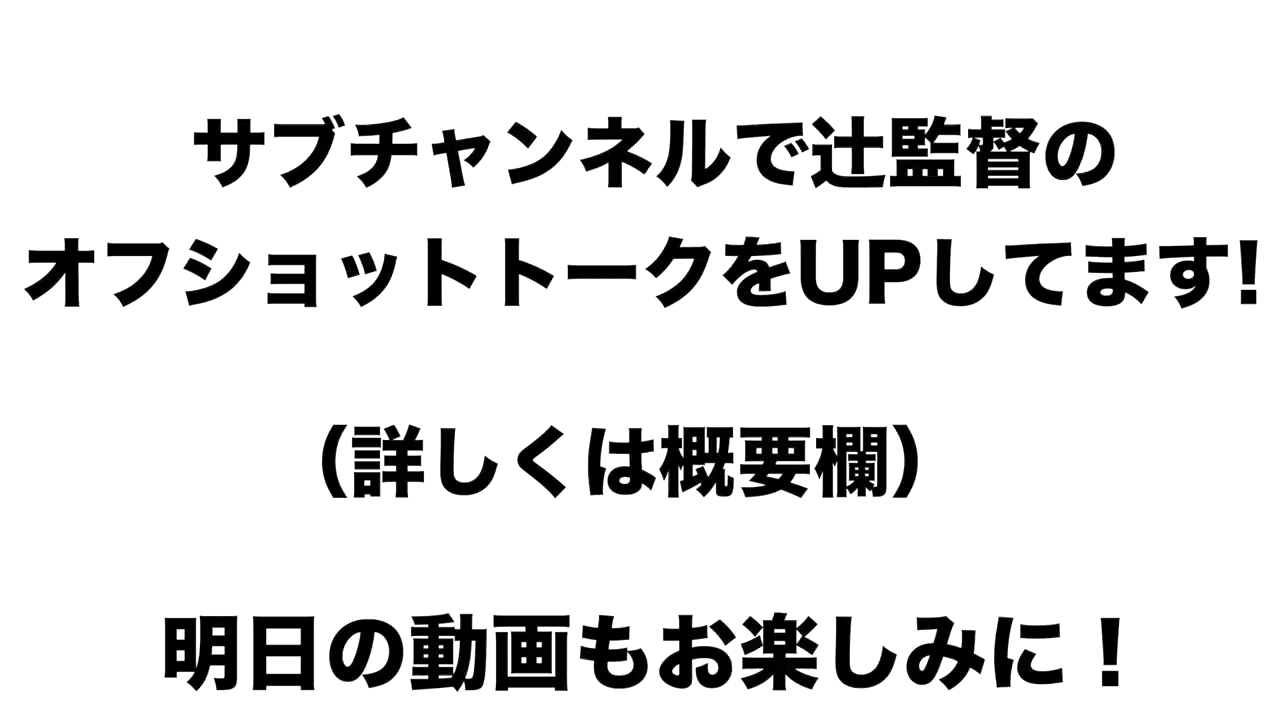 サブチャンネルで辻監督の
オフショットトークをUPしてます!
（詳しくは概要欄）
明日の動画もお楽しみに！